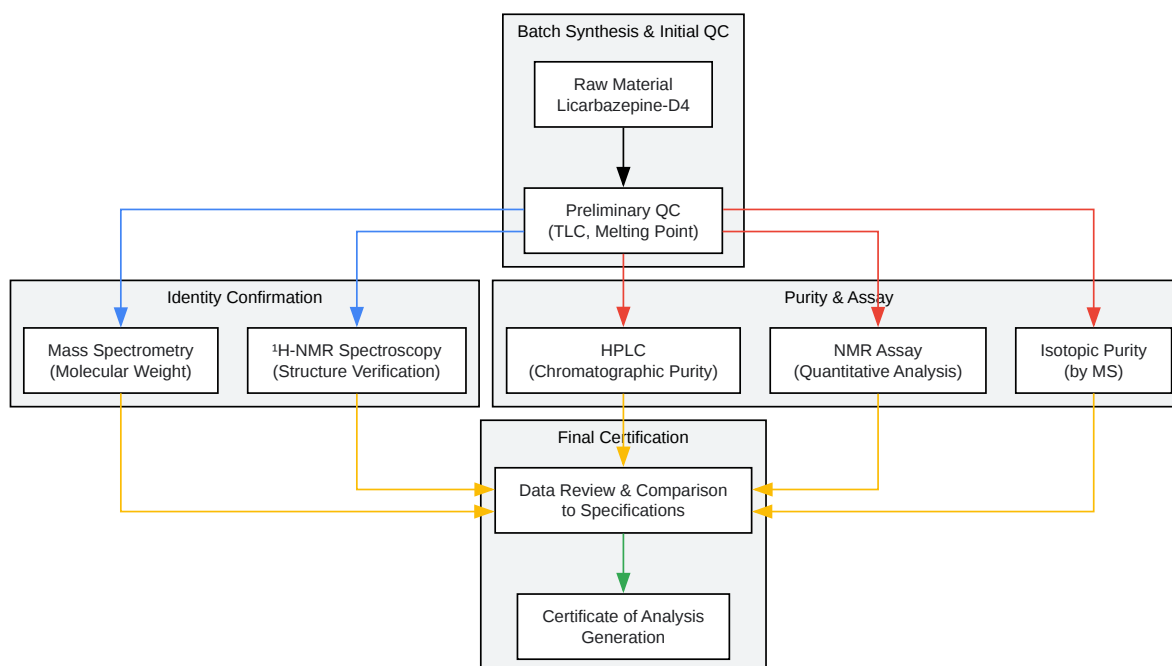 Batch Synthesis & Initial QC
Raw Material
Licarbazepine-D4
Preliminary QC
(TLC, Melting Point)
Identity Confirmation
Mass Spectrometry
(Molecular Weight)
¹H-NMR Spectroscopy
(Structure Verification)
Purity & Assay
HPLC
(Chromatographic Purity)
NMR Assay
(Quantitative Analysis)
Isotopic Purity
(by MS)
Final Certification
Data Review & Comparison
to Specifications
Certificate of Analysis
Generation